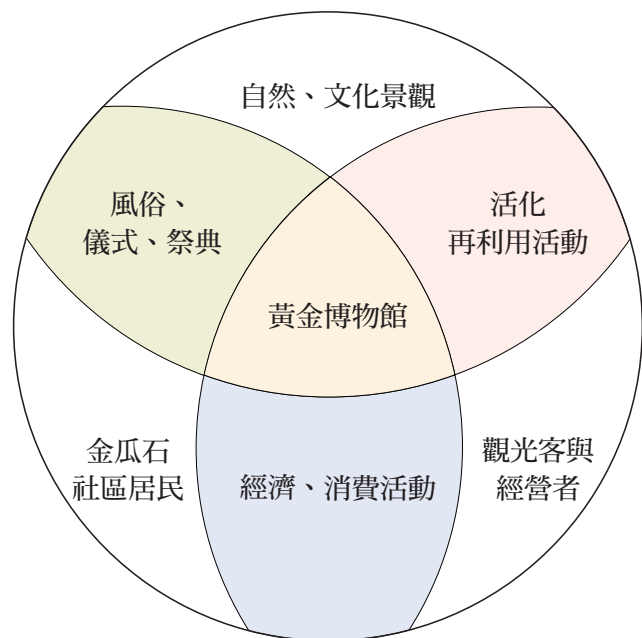 自然、文化景觀
風俗、
儀式、祭典
活化
再利用活動
黃金博物館
金瓜石
社區居民
經濟、消費活動
觀光客與
經營者